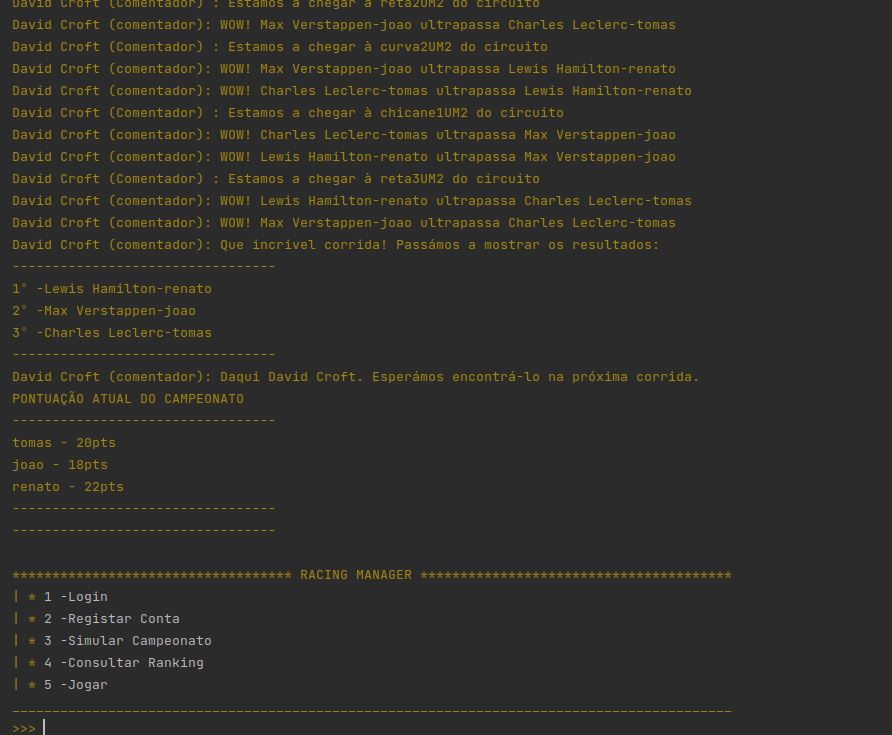 David Croft (Comentador) : Estamos a chegar à reta2UM2 do circuito
David Croft (comentador): WOW! Max Verstappen-joao ultrapassa Charles Leclerc-tomas
David Croft (Comentador) : Estamos a chegar à curva2UM2 do circuito
David Croft (comentador): WOW! Max Verstappen-joao ultrapassa Lewis Hamilton-renato
David Croft (comentador): WOW! Charles Leclerc-tomas ultrapassa Lewis Hamilton-renato
David Croft (Comentador) : Estamos a chegar à chicane1UM2 do circuito
David Croft (comentador): WOW! Charles Leclerc-tomas ultrapassa Max Verstappen-joao
David Croft (comentador): WOW! Lewis Hamilton-renato ultrapassa Max Verstappen-joao
David Croft (Comentador) : Estamos a chegar à reta3UM2 do circuito
David Croft (comentador): WOW! Lewis Hamilton-renato ultrapassa Charles Leclerc-tomas
David Croft (comentador): WOW! Max Verstappen-joao ultrapassa Charles Leclerc-tomas
David Croft (comentador): Que incrivel corrida! Passámos a mostrar os resultados:
---------------------------------
1° -Lewis Hamilton-renato
2° -Max Verstappen-joao
3° -Charles Leclerc-tomas
---------------------------------
David Croft (comentador): Daqui David Croft. Esperámos encontrá-lo na próxima corrida.
PONTUAÇÃO ATUAL DO CAMPEONATO
---------------------------------
tomas - 20pts
joao - 18pts
renato - 22pts
---------------------------------
---------------------------------
*********************************** RACING MANAGER ***************************************
| * 1 -Login
| * 2 -Registar Conta
| * 3 -Simular Campeonato
| * 4 -Consultar Ranking
| * 5 -Jogar
__________________________________________________________________________________________
>>>